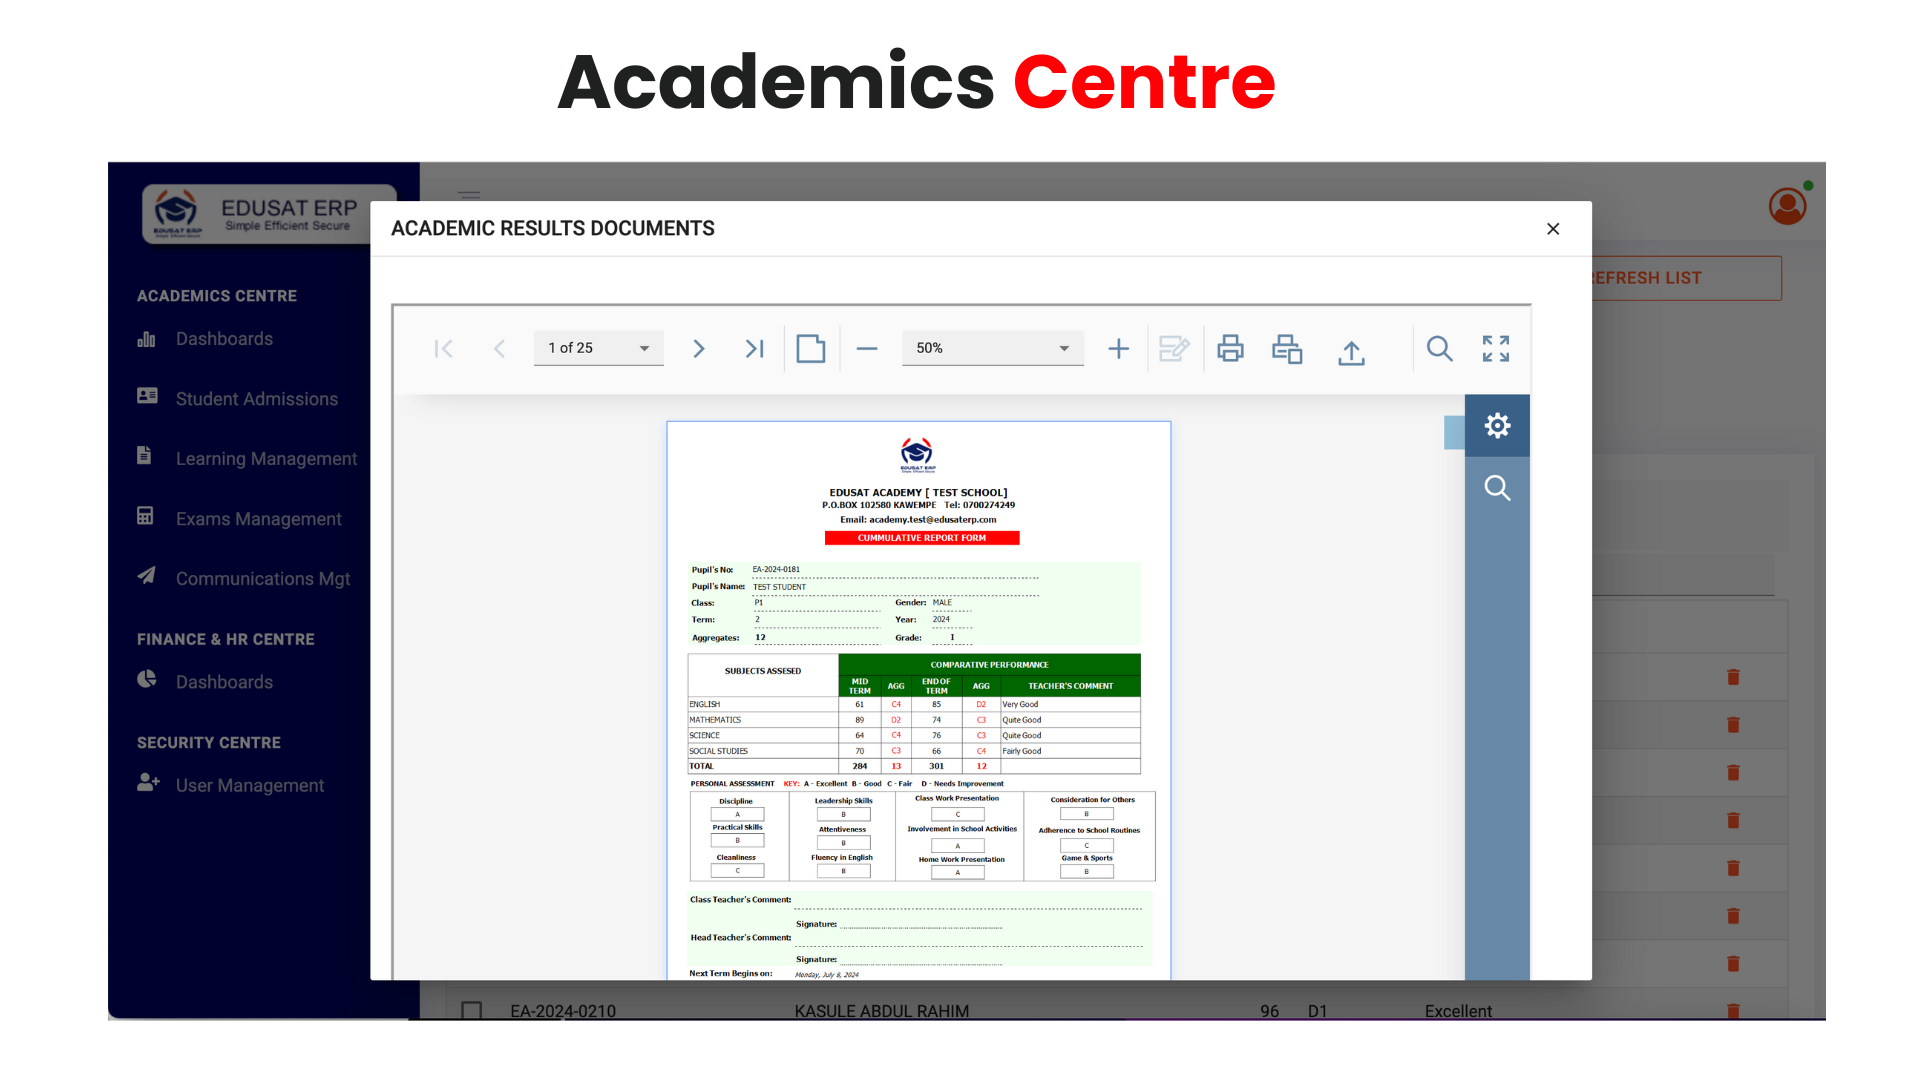 Academics Centre
EDUSAT ERP
Simple Efficient Secure
EDUSAT ERP
ACADEMICS CENTRE
Dashboards
Student Admissions
Learning Management
Exams Management
Communications Mgt
FINANCE & HR CENTRE
Dashboards
SECURITY CENTRE
User Management
EFRESH LIST
ACADEMIC RESULTS DOCUMENTS
1 of 25
50%
EDUSAT ERP
Simple Efficient Secure
EDUSAT ACADEMY [ TEST SCHOOL]
P.O.BOX 102580 KAWEMPE Tel: 0700274249
Email: academy.test@edusaterp.com
CUMMULATIVE REPORT FORM
Pupil's No: EA-2024-0181
Pupil's Name: TEST STUDENT
Class: P1 Gender: MALE
Term: 2 Year: 2024
Aggregates: 12 Grade: I
SUBJECTS ASSESED COMPARATIVE PERFORMANCE
MID TERM AGG END OF TERM AGG TEACHER'S COMMENT
ENGLISH 61 C4 85 D2 Very Good
MATHEMATICS 89 D2 74 C3 Quite Good
SCIENCE 64 C4 76 C3 Quite Good
SOCIAL STUDIES 70 C3 66 C4 Fairly Good
TOTAL 284 13 301 12
PERSONAL ASSESSMENT KEY: A - Excellent B - Good C - Fair D - Needs Improvement
Discipline Leadership Skills Class Work Presentation Consideration for Others
A B C B
Practical Skills Attentiveness Involvement in School Activities Adherence to School Routines
B B A C
Cleanliness Fluency in English Home Work Presentation Game & Sports
C B A B
Class Teacher's Comment:
Signature:
Head Teacher's Comment:
Signature:
Next Term Begins on: Monday, July 8, 2024
EA-2024-0210 KASULE ABDUL RAHIM 96 D1 Excellent